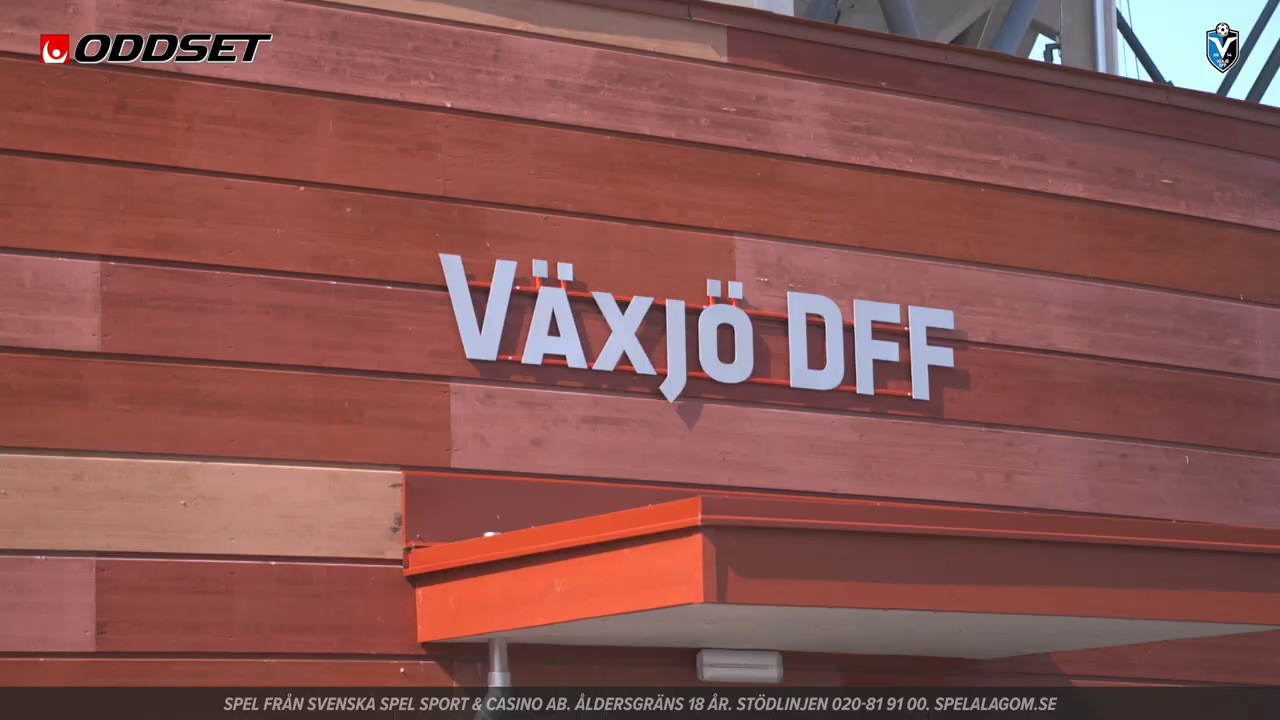 ODDSET
VÄXJÖ DFF
SPEL FRÅN SVENSKA SPEL SPORT & CASINO AB. ÅLDERSGRÄNS 18 ÅR. STÖDLINJEN 020-81 91 00. SPELALAGOM.SE